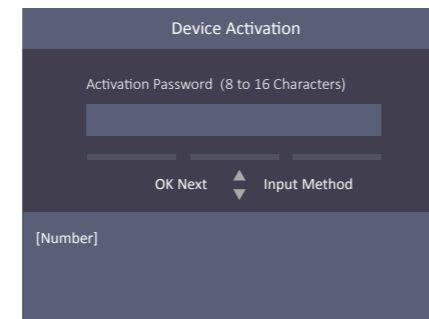 Device Activation
Activation Password (8 to 16 Characters)
OK Next Input Method
[Number]